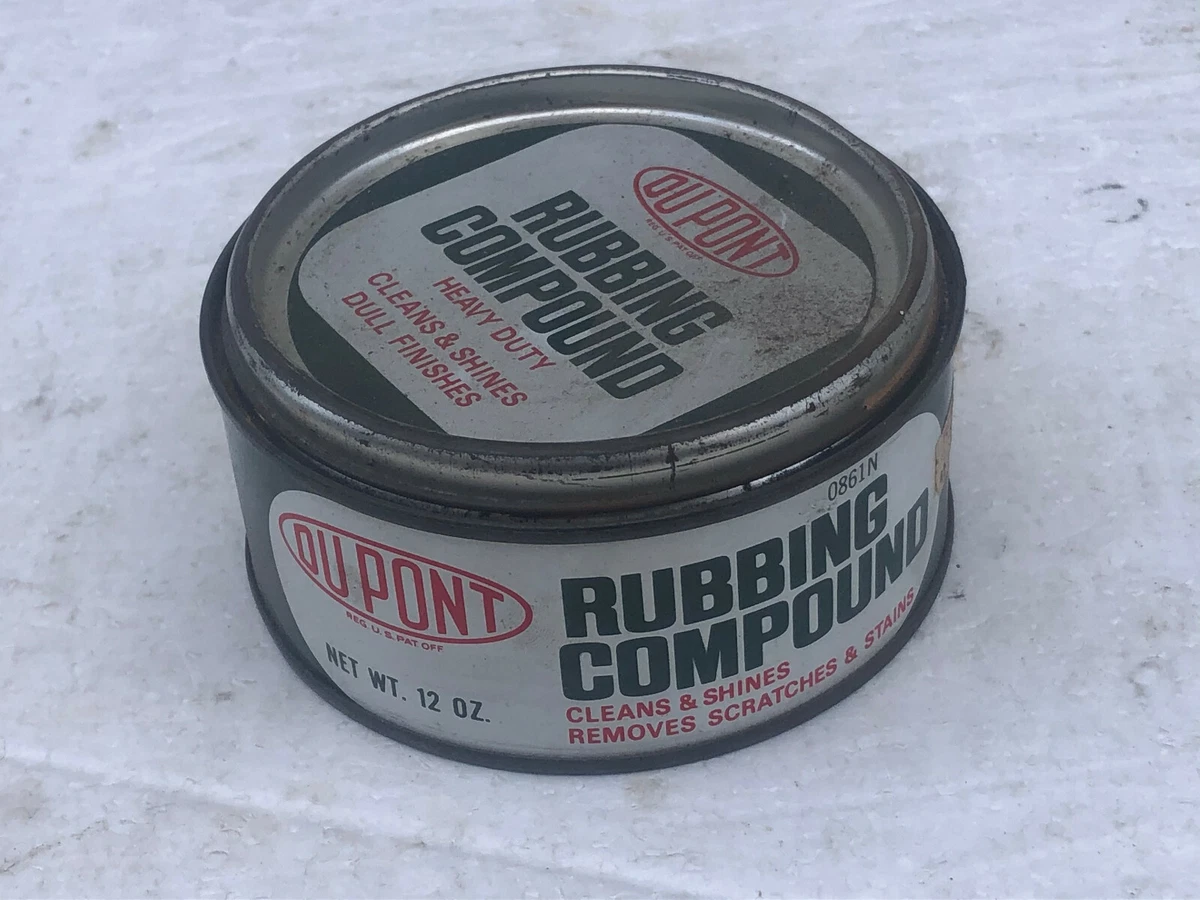 DU PONT
REG. U.S. PAT. OFF.
RUBBING
COMPOUND
HEAVY DUTY
CLEANS & SHINES
DULL FINISHES
0861N
DU PONT
REG. U.S. PAT. OFF
NET WT. 12 OZ.
RUBBING
COMPOUND
CLEANS & SHINES
REMOVES SCRATCHES & STAINS